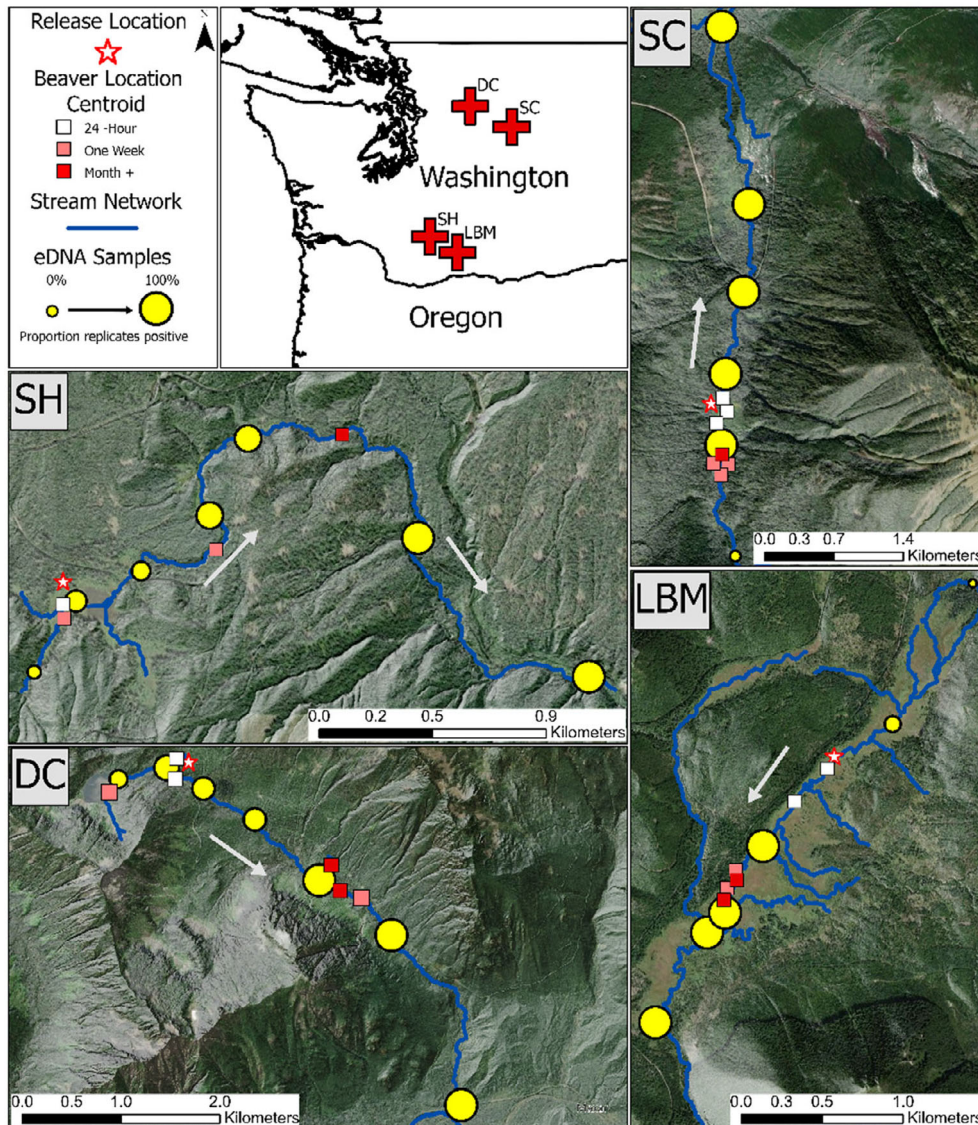 Release Location
Beaver Location
Centroid
24 -Hour
One Week
Month +
Stream Network
eDNA Samples
0% 100%
Proportion replicates positive
DC
SC
Washington
SH
LBM
Oregon
SC
0.0 0.3 0.7 1.4
Kilometers
SH
0.0 0.2 0.5 0.9
Kilometers
DC
0.0 0.5 1.0 2.0
Kilometers
LBM
0.0 0.3 0.5 1.0
Kilometers